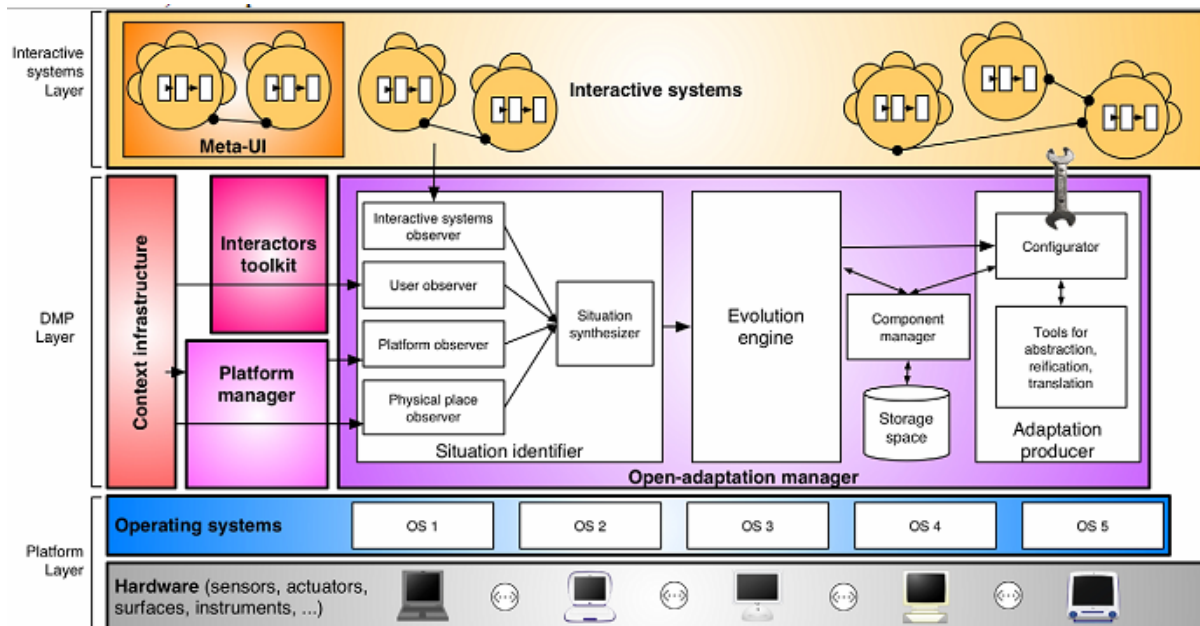 Interactive
systems
Layer
Meta-UI
Interactive systems
DMP
Layer
Context infrastructure
Interactors
toolkit
Platform
manager
Interactive systems
observer
User observer
Platform observer
Physical place
observer
Situation
synthesizer
Situation identifier
Evolution
engine
Component
manager
Storage
space
Configurator
Tools for
abstraction,
reification,
translation
Adaptation
producer
Open-adaptation manager
Platform
Layer
Operating systems
OS 1
OS 2
OS 3
OS 4
OS 5
Hardware (sensors, actuators,
surfaces, instruments, ...)